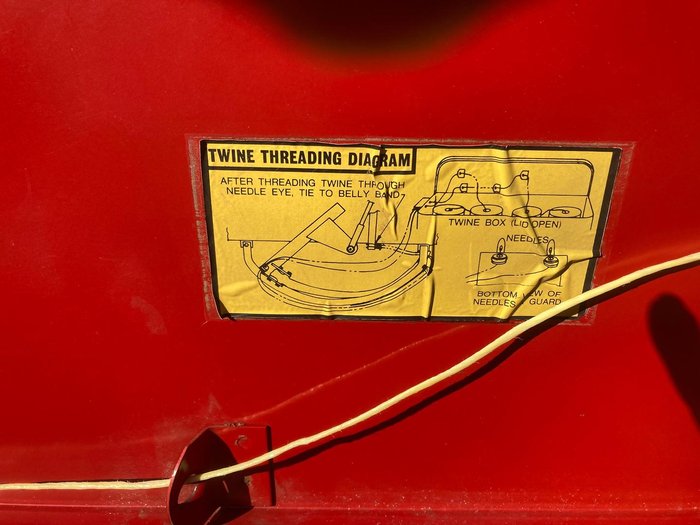 TWINE THREADING DIAGRAM
AFTER THREADING TWINE THROUGH
NEEDLE EYE, TIE TO BELLY BAND
TWINE BOX (LID OPEN)
NEEDLES
BOTTOM VIEW OF
NEEDLES GUARD